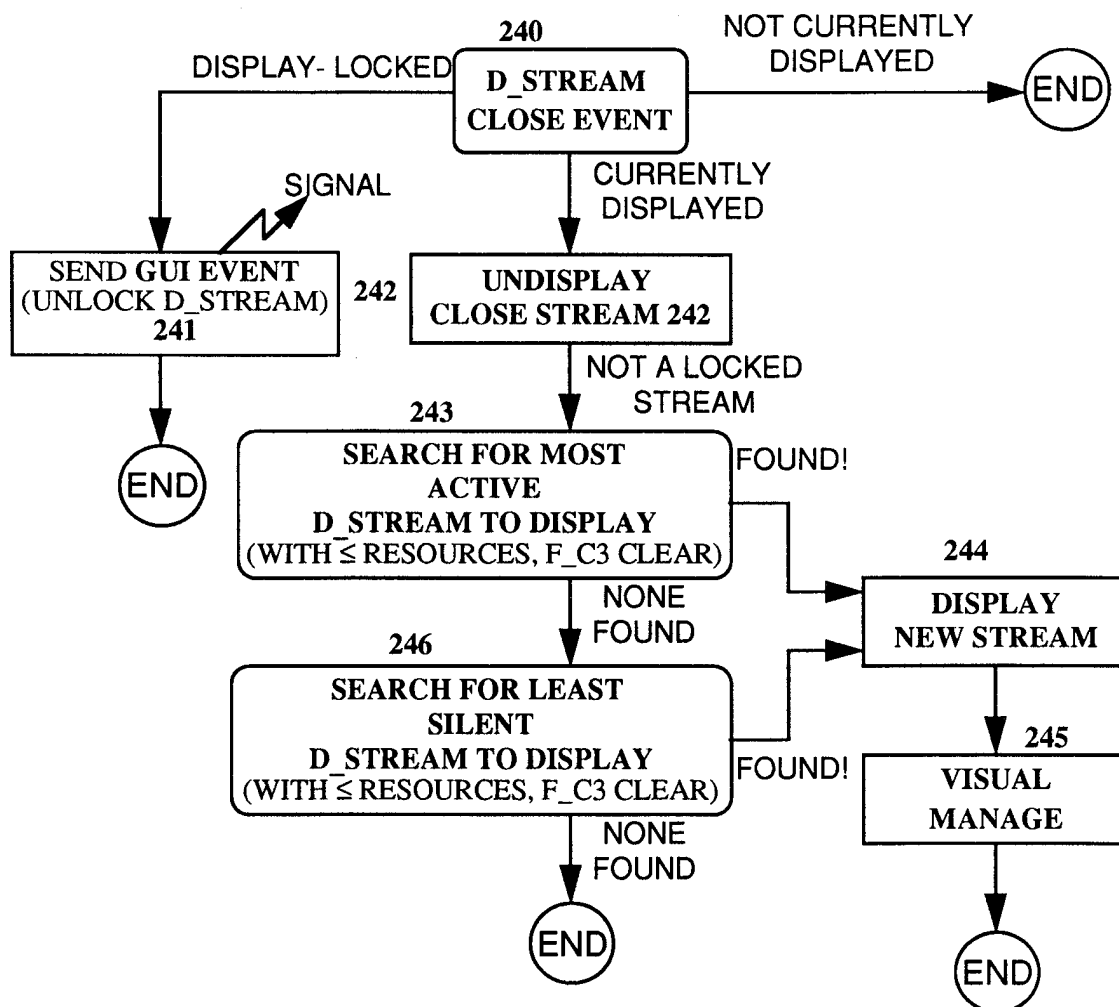 240
NOT CURRENTLY
DISPLAYED
DISPLAY- LOCKED
D_STREAM
CLOSE EVENT
END
SIGNAL
CURRENTLY
DISPLAYED
SEND GUI EVENT
(UNLOCK D_STREAM)
241
242
UNDISPLAY
CLOSE STREAM 242
NOT A LOCKED
STREAM
END
243
SEARCH FOR MOST
ACTIVE
D_STREAM TO DISPLAY
(WITH ≤ RESOURCES, F_C3 CLEAR)
FOUND!
NONE
FOUND
244
DISPLAY
NEW STREAM
246
SEARCH FOR LEAST
SILENT
D_STREAM TO DISPLAY
(WITH ≤ RESOURCES, F_C3 CLEAR)
FOUND!
245
VISUAL
MANAGE
NONE
FOUND
END
END